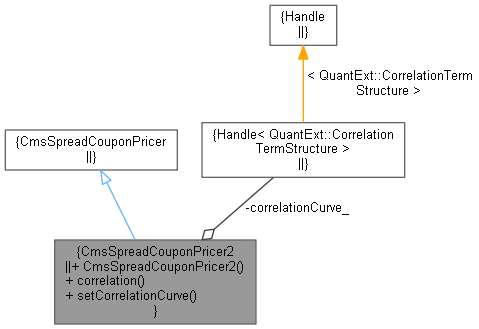 {Handle
||}
< QuantExt::CorrelationTerm
Structure >
{CmsSpreadCouponPricer
||}
{Handle< QuantExt::Correlation
TermStructure >
||}
-correlationCurve_
{CmsSpreadCouponPricer2
||+ CmsSpreadCouponPricer2()
+ correlation()
+ setCorrelationCurve()
}